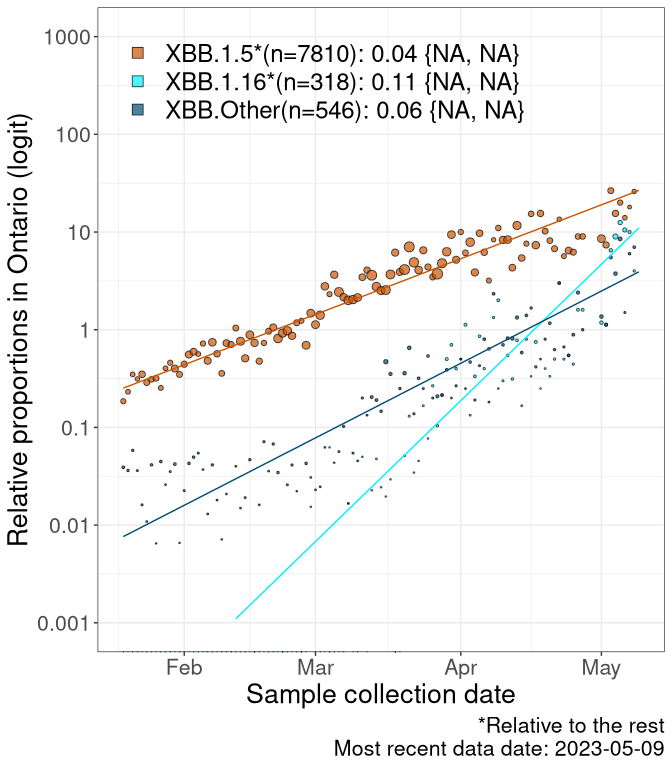 Relative proportions in Ontario (logit)
1000
100
10
1
0.1
0.01
0.001
XBB.1.5*(n=7810): 0.04 {NA, NA}
XBB.1.16*(n=318): 0.11 {NA, NA}
XBB.Other(n=546): 0.06 {NA, NA}
Feb Mar Apr May
Sample collection date
*Relative to the rest
Most recent data date: 2023-05-09